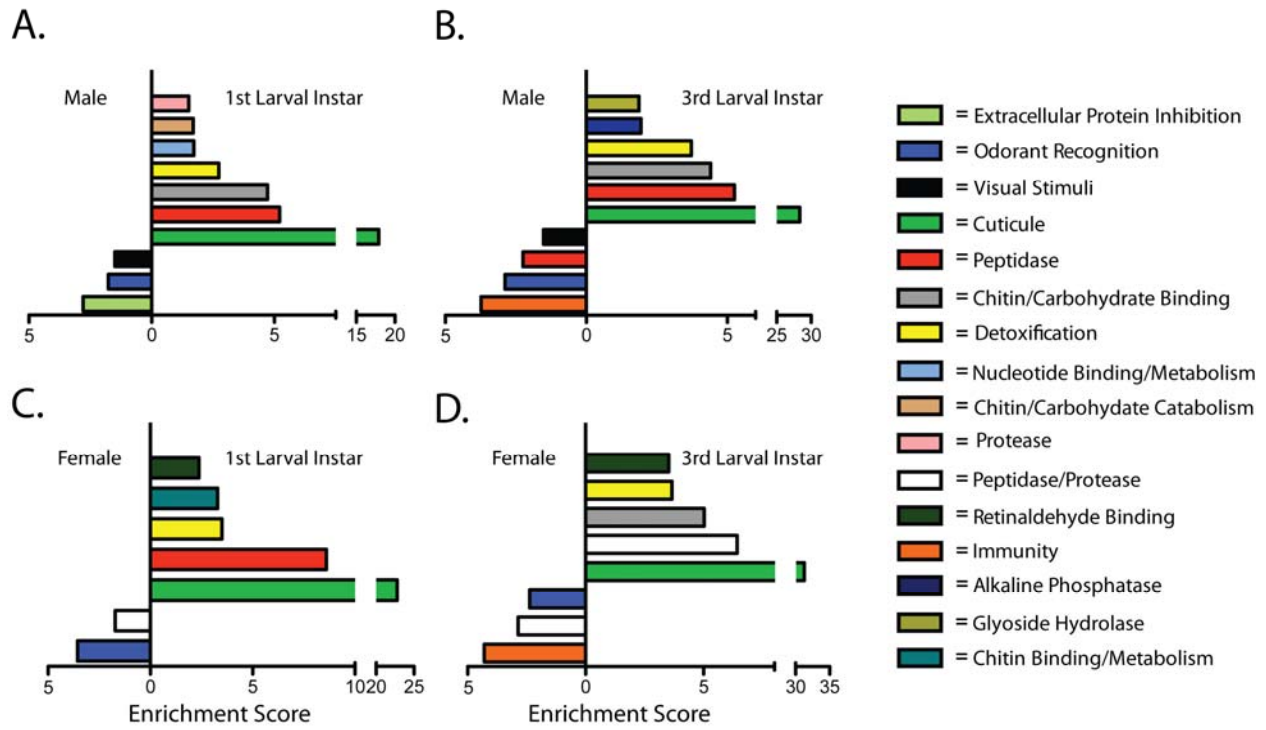 A.
Male 1st Larval Instar
5 0 5 15 20
B.
Male 3rd Larval Instar
5 0 5 25 30
C.
Female 1st Larval Instar
5 0 5 10 20 25
Enrichment Score
D.
Female 3rd Larval Instar
5 0 5 30 35
Enrichment Score
= Extracellular Protein Inhibition
= Odorant Recognition
= Visual Stimuli
= Cuticule
= Peptidase
= Chitin/Carbohydrate Binding
= Detoxification
= Nucleotide Binding/Metabolism
= Chitin/Carbohydate Catabolism
= Protease
= Peptidase/Protease
= Retinaldehyde Binding
= Immunity
= Alkaline Phosphatase
= Glyoside Hydrolase
= Chitin Binding/Metabolism